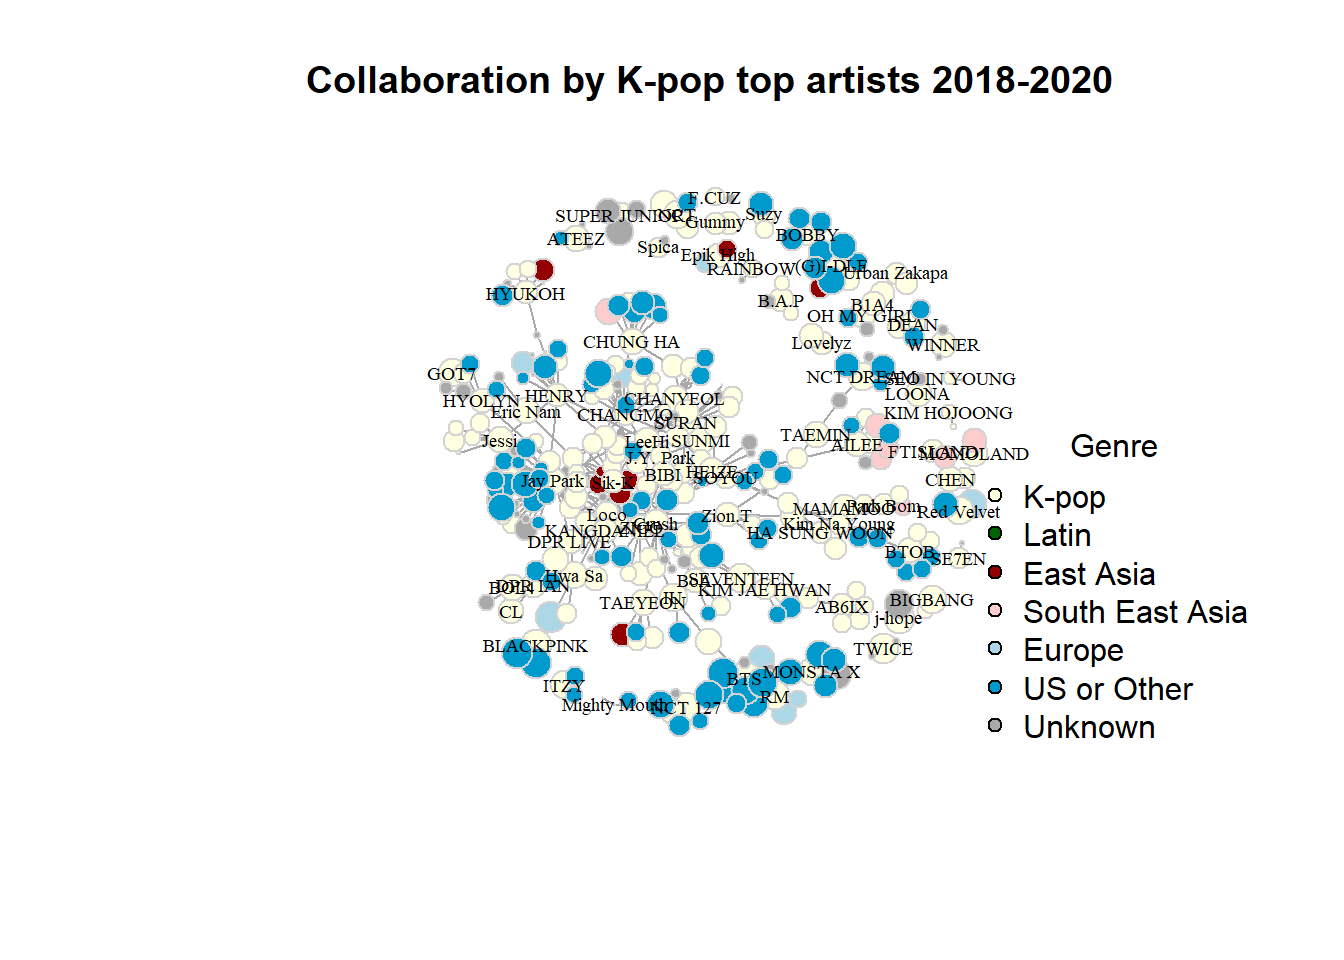 Collaboration by K-pop top artists 2018-2020
F.CUZ
SUPER JUNIOR
NCT
Suzy
Gummy
ATEEZ
BOBBY
Spica
Epik High
RAINBOW
(G)I-DLE
Urban Zakapa
HYUKOH
B.A.P
B1A4
OH MY GIRL
DEAN
CHUNG HA
Lovelyz
WINNER
GOT7
NCT DREAM
SEO IN YOUNG
HYOLYN
HENRY
CHANYEOL
LOONA
Eric Nam
CHANGMO
KIM HOJOONG
SURAN
Jessi
LeeHi
SUNMI
TAEMIN
AILEE
FTISLAND
MOMOLAND
J.Y. Park
BIBI
HEIZE
SOYOU
Jay Park
Sik-K
CHEN
Loco
Zion.T
MAMAMOO
Park Bom
Red Velvet
KANGDANIEL
ZICO
Crush
Kim Na Young
HA SUNG WOON
DPR LIVE
BTOB
SE7EN
Hwa Sa
BoA
SEVENTEEN
BOL4
DPR IAN
KIM JAE HWAN
CL
TAEYEON
IU
AB6IX
BIGBANG
j-hope
BLACKPINK
TWICE
ITZY
BTS
MONSTA X
Mighty Mouth
NCT 127
RM
Genre
K-pop
Latin
East Asia
South East Asia
Europe
US or Other
Unknown